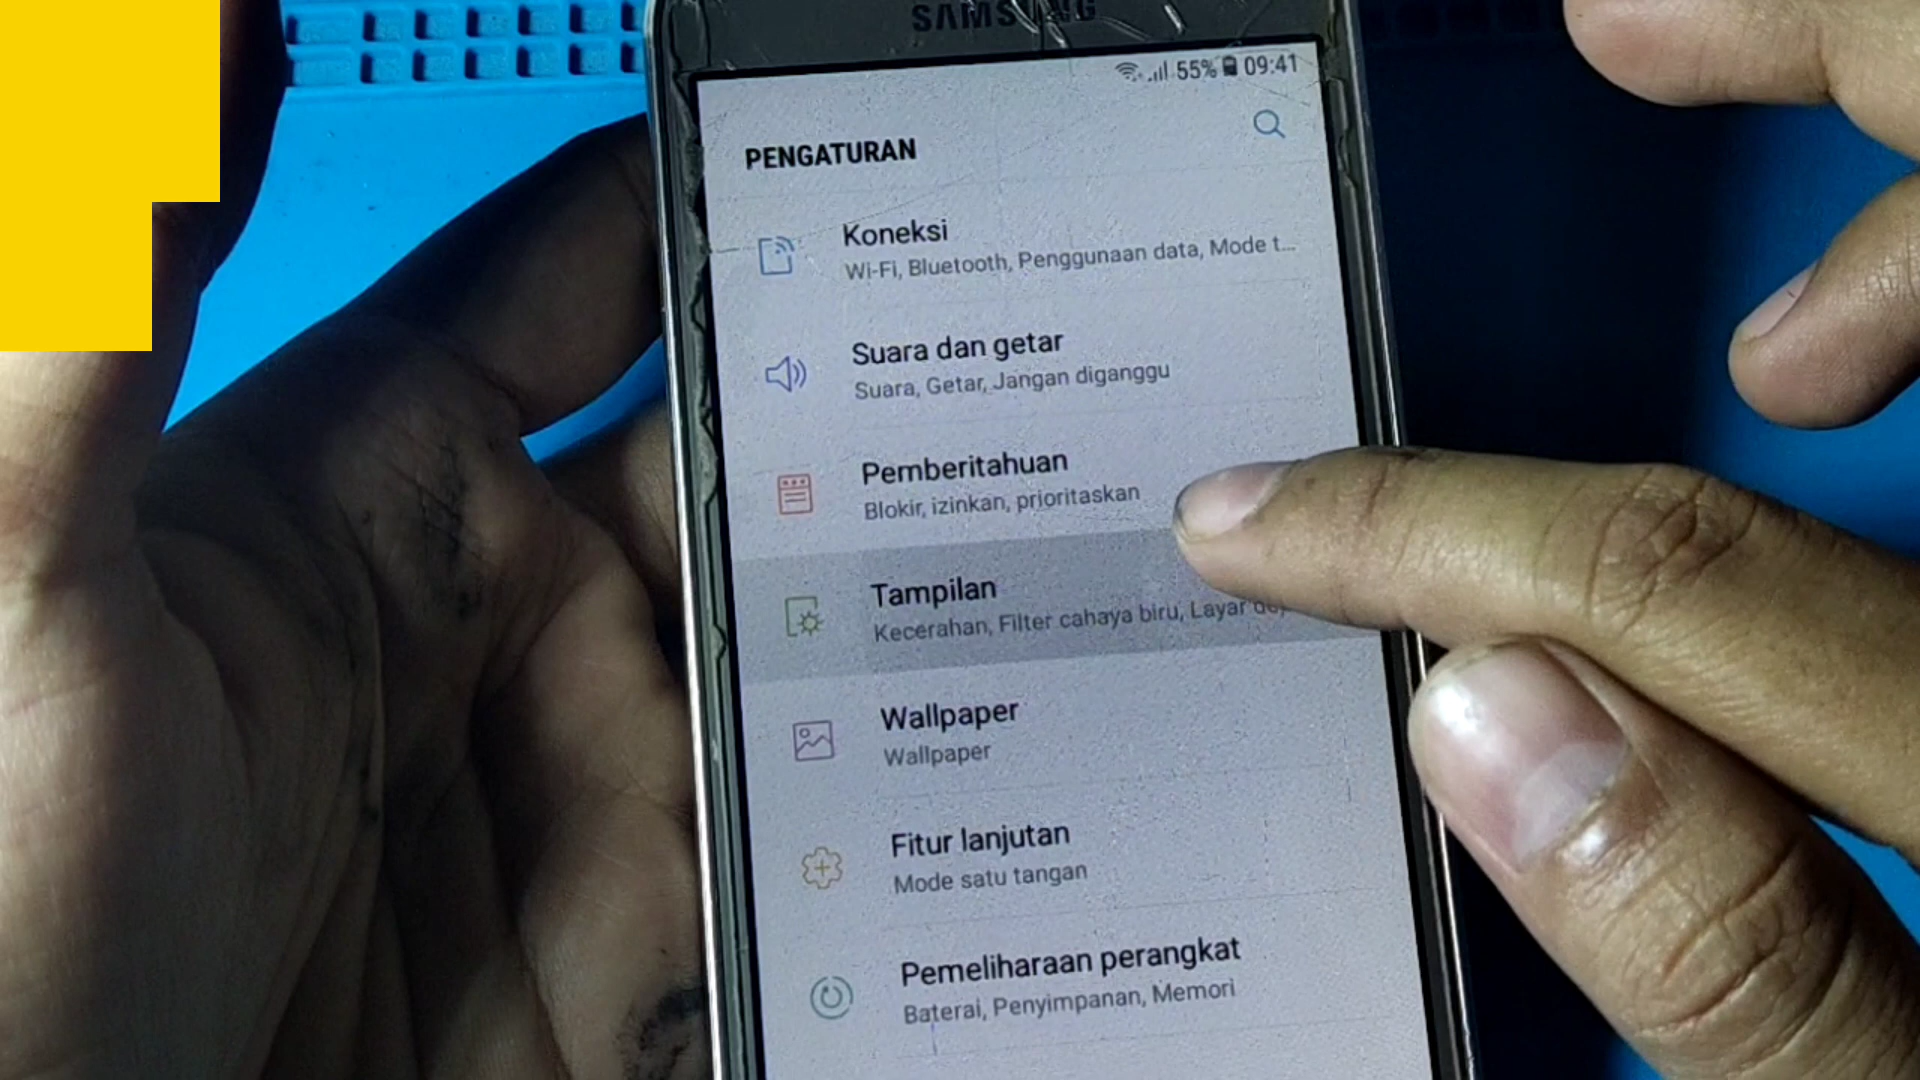 SAMSUNG
55% 09:41
PENGATURAN
Koneksi
Wi-Fi, Bluetooth, Penggunaan data, Mode t...
Suara dan getar
Suara, Getar, Jangan diganggu
Pemberitahuan
Blokir, izinkan, prioritaskan
Tampilan
Kecerahan, Filter cahaya biru, Layar
Wallpaper
Wallpaper
Fitur lanjutan
Mode satu tangan
Pemeliharaan perangkat
Baterai, Penyimpanan, Memori